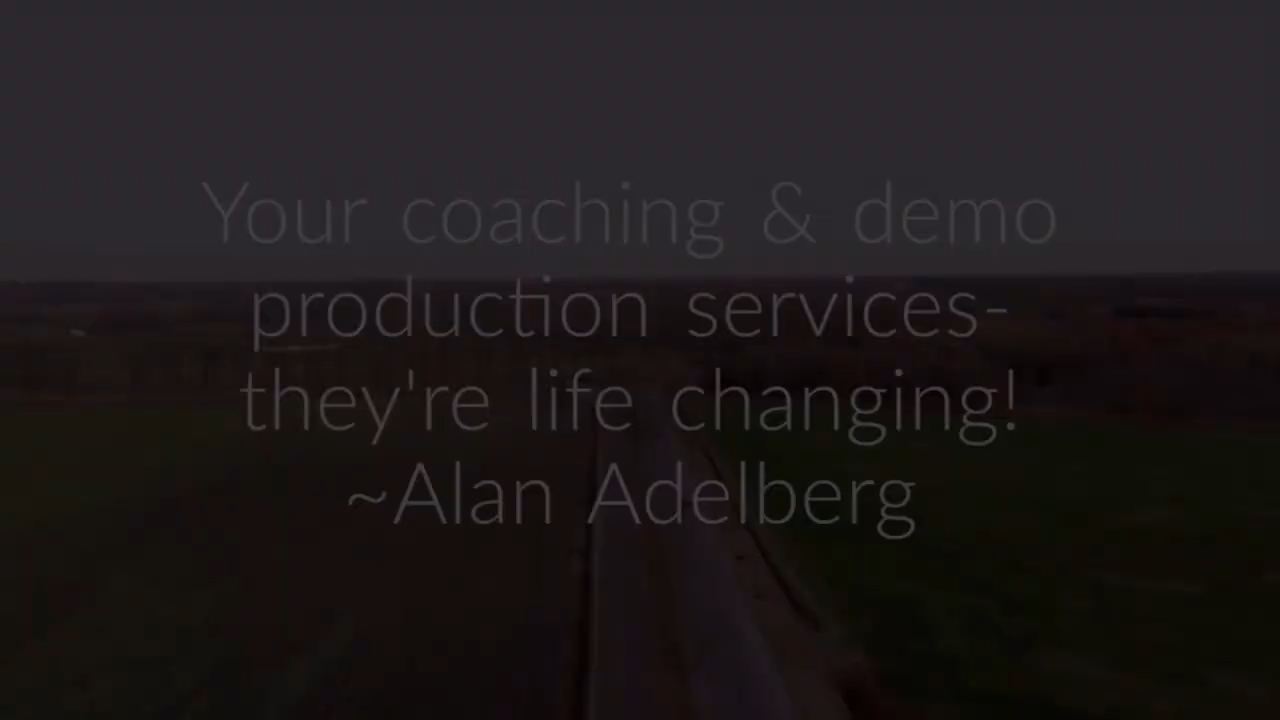 Your coaching & demo
production services-
they're life changing!
~Alan Adelberg